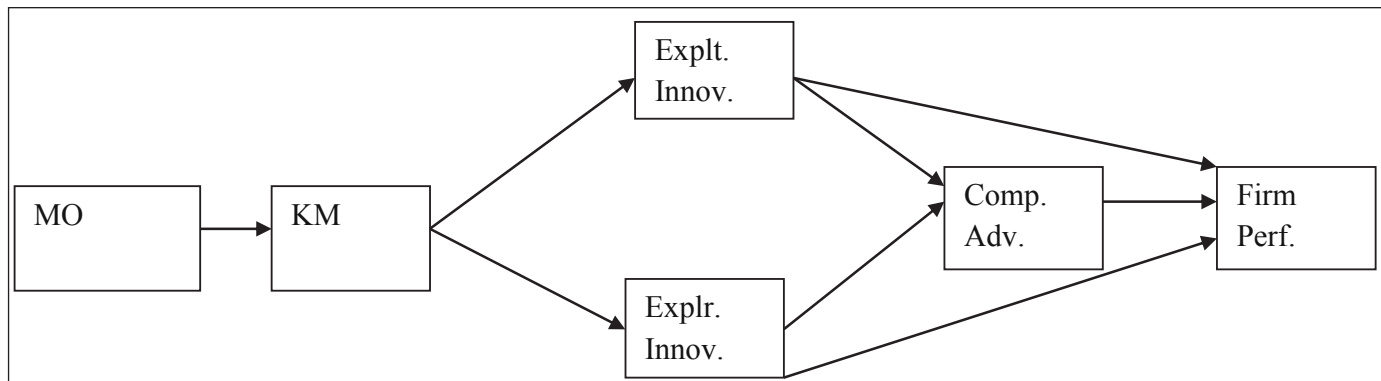 Explt.
Innov.
MO
KM
Comp.
Adv.
Firm
Perf.
Explr.
Innov.